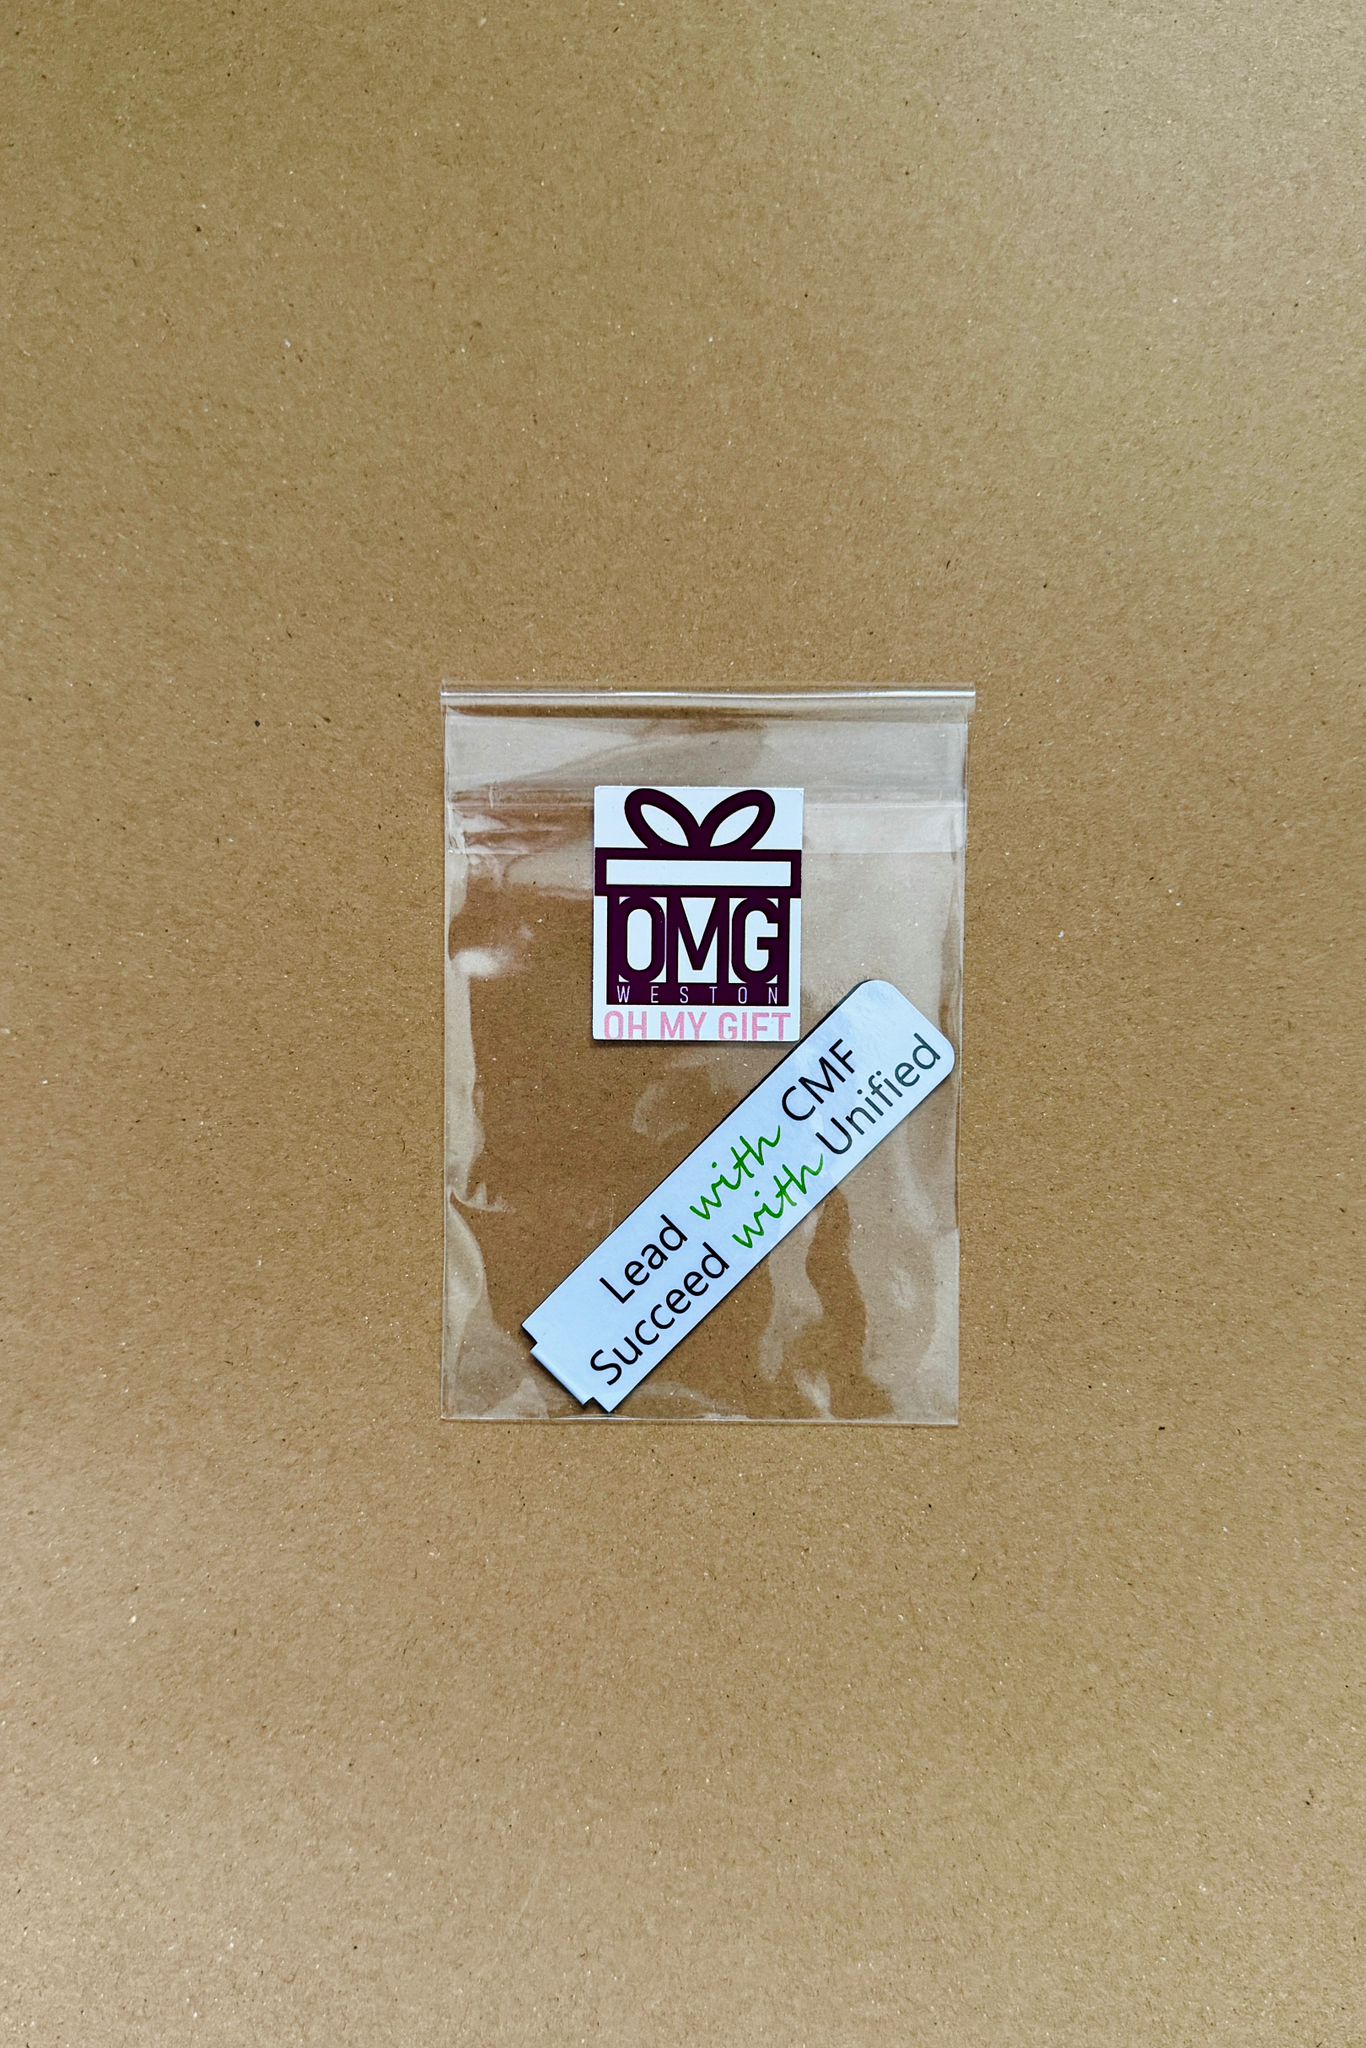 OMG
WESTON
OH MY GIFT
Lead with CMF
Succeed with Unified